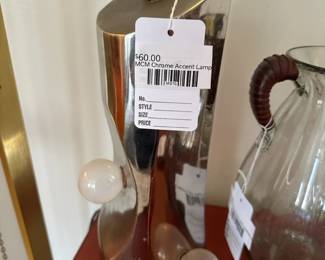 $60.00
MCM Chrome Accent Lamp
No.
STYLE
SIZE
PRICE